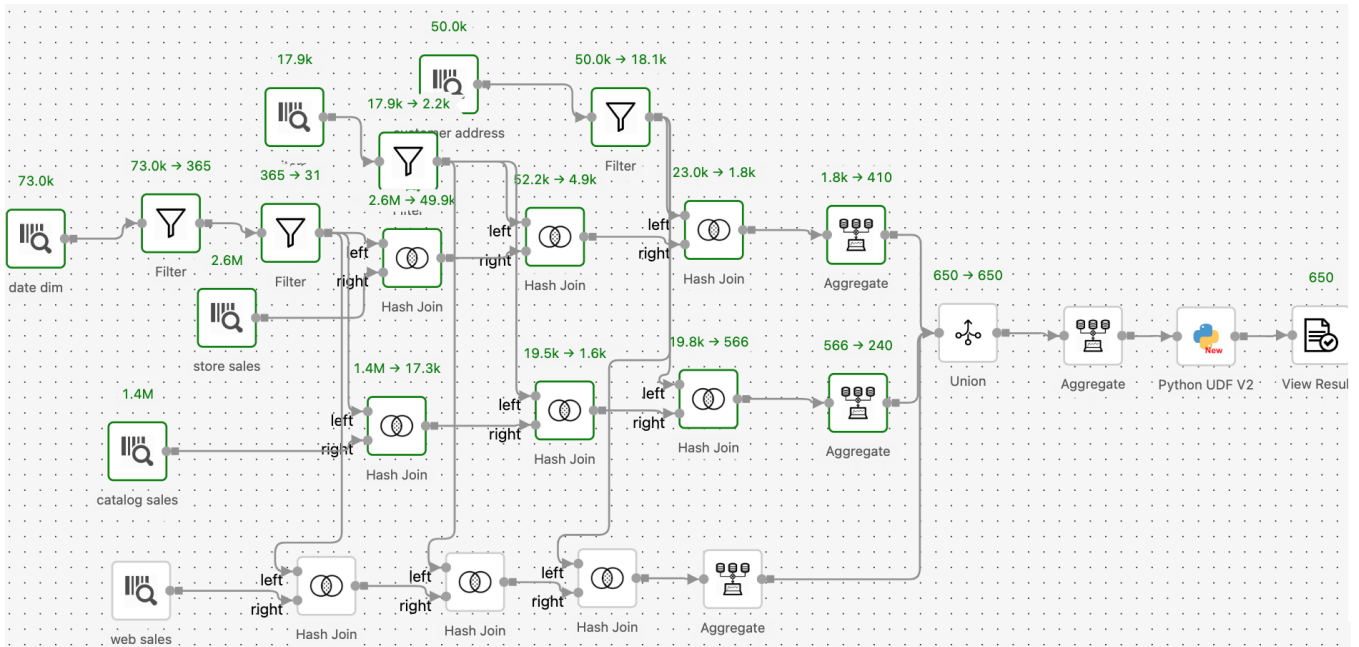 50.0k
17.9k
50.0k → 18.1k
17.9k → 2.2k
customer address
73.0k → 365
365 → 31
Filter
73.0k
2.6M → 49.9k
52.2k → 4.9k
23.0k → 1.8k
1.8k → 410
left
right
left
right
left
right
date dim
Filter
2.6M
Filter
Hash Join
Hash Join
Hash Join
Aggregate
650 → 650
650
store sales
1.4M
1.4M → 17.3k
19.5k → 1.6k
19.8k → 566
566 → 240
Union
Aggregate
New
Python UDF V2
View Resul
left
right
left
right
left
right
catalog sales
Hash Join
Hash Join
Hash Join
Aggregate
left
right
left
right
left
right
web sales
Hash Join
Hash Join
Hash Join
Aggregate